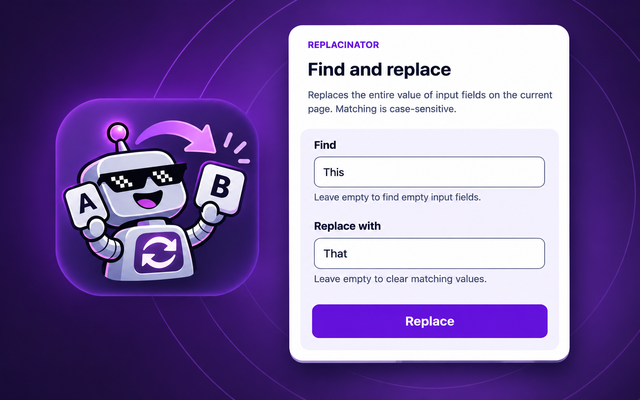 REPLACINATOR
Find and replace
Replaces the entire value of input fields on the current
page. Matching is case-sensitive.
Find
This
Leave empty to find empty input fields.
Replace with
That
Leave empty to clear matching values.
Replace
A
B